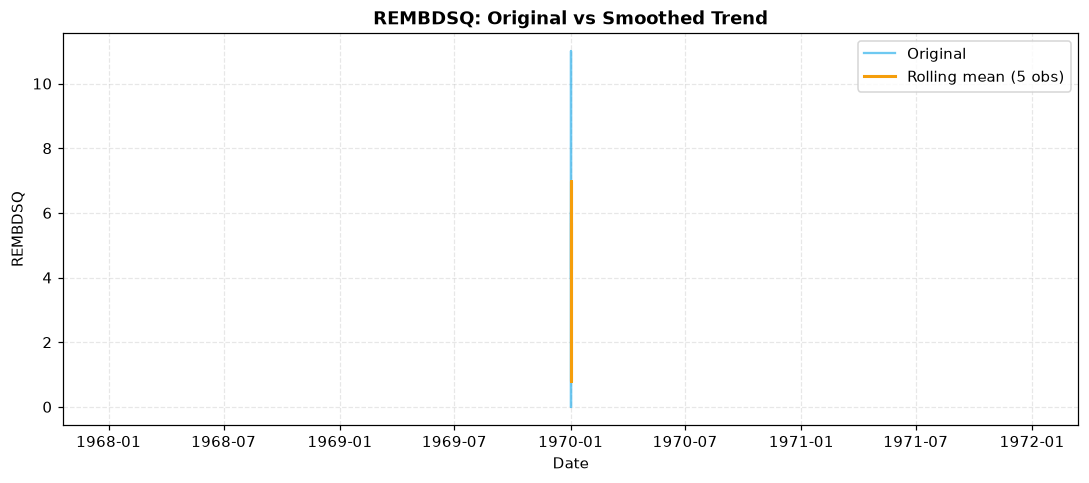 REMBDSQ: Original vs Smoothed Trend
Original
Rolling mean (5 obs)
REMBDSQ
10
8
6
4
2
0
1968-01 1968-07 1969-01 1969-07 1970-01 1970-07 1971-01 1971-07 1972-01
Date